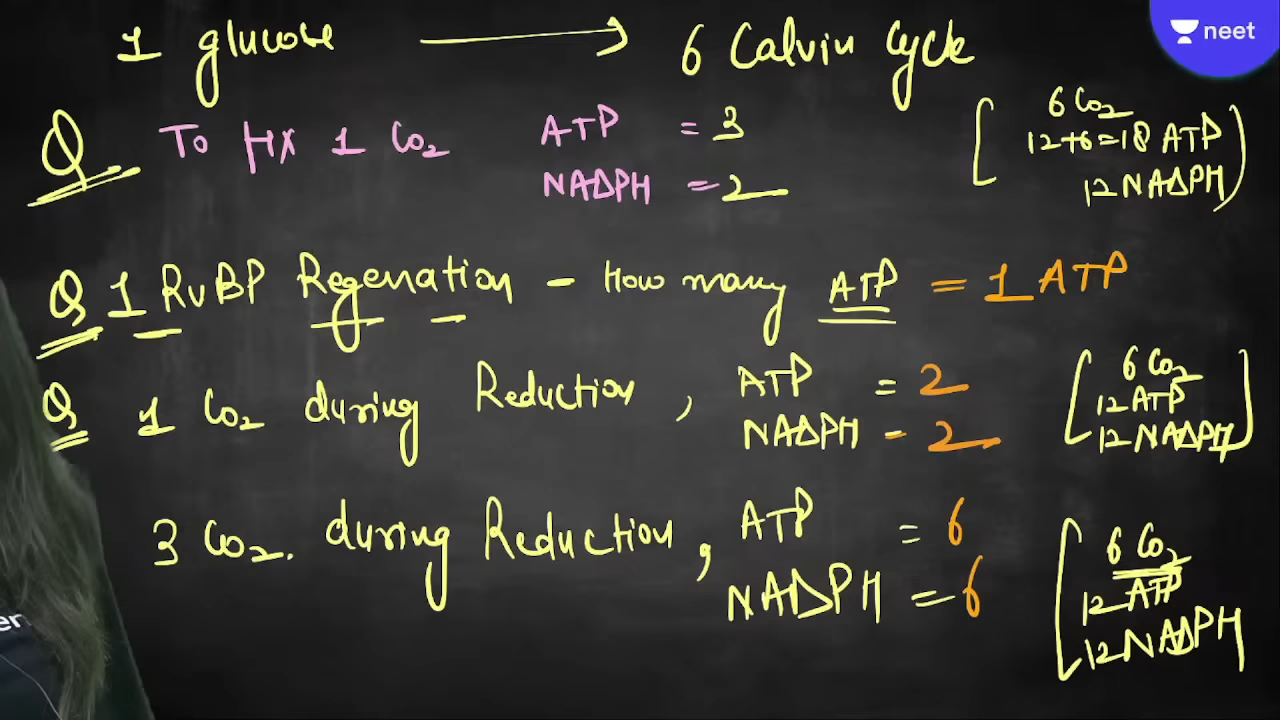 1 glucose → 6 Calvin Cycle
neet
Q To HX 1 Co2 ATP = 3
NADPH = 2
[ 6 Co2
12+6=18 ATP
12 NADPH )
Q 1 RuBP Regenation - How many ATP = 1 ATP
Q 1 Co2 during Reduction, ATP = 2
NADPH - 2
[ 6 Co2
12 ATP
12 NADPH ]
3 Co2. during Reduction, ATP = 6
NADPH = 6
[ 6 Co2
12 ATP
12 NADPH
en